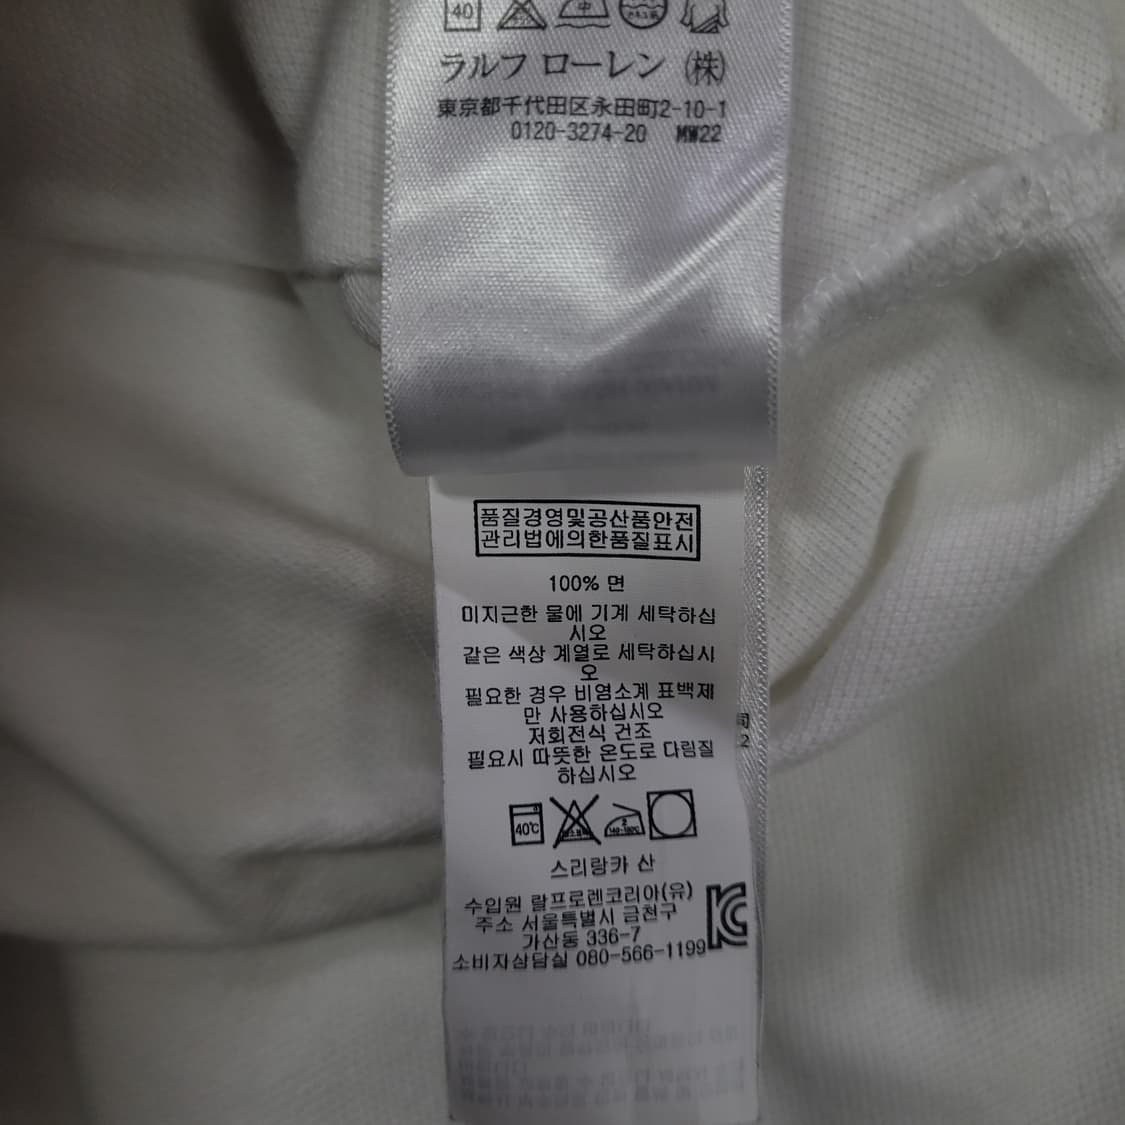 40
中
ラルフ ローレン (株)
東京都千代田区永田町2-10-1
0120-3274-20 MW22
품질경영및공산품안전
관리법에의한품질표시
100% 면
미지근한 물에 기계 세탁하십
시오
같은 색상 계열로 세탁하십시
오
필요한 경우 비염소계 표백제
만 사용하십시오
저회전식 건조
필요시 따뜻한 온도로 다림질
하십시오
40℃
2
140-160℃
스리랑카 산
수입원 랄프로렌코리아(유)
주소 서울특별시 금천구
가산동 336-7
소비자상담실 080-566-1199